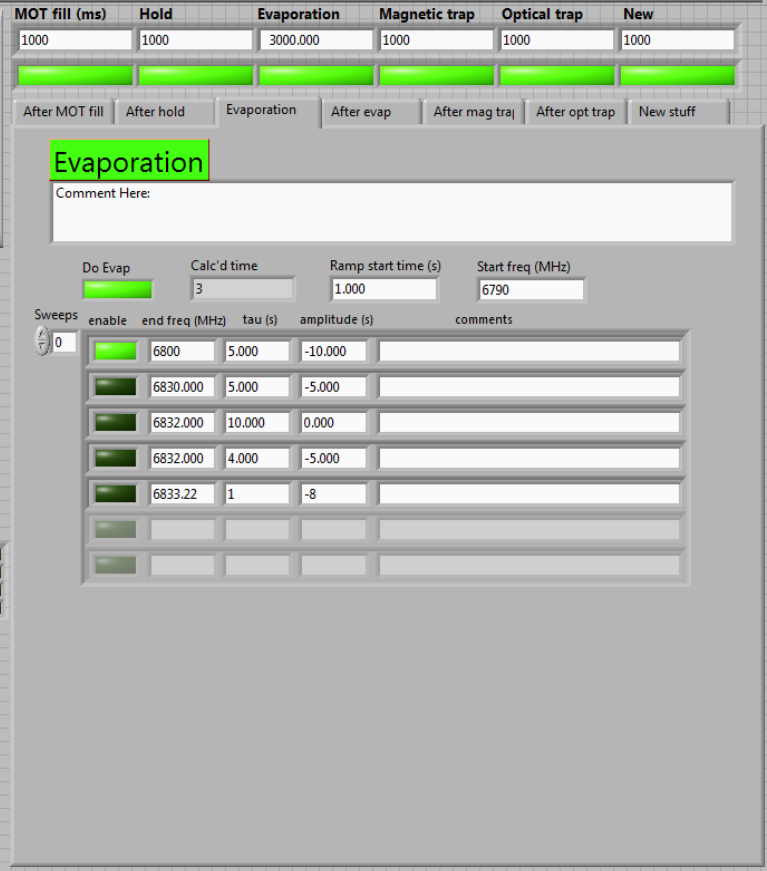 MOT fill (ms) Hold Evaporation Magnetic trap Optical trap New
1000 1000 3000.000 1000 1000 1000
After MOT fill After hold Evaporation After evap After mag trap After opt trap New stuff
Evaporation
Comment Here:
Do Evap Calc'd time Ramp start time (s) Start freq (MHz)
3 1.000 6790
Sweeps enable end freq (MHz) tau (s) amplitude (s) comments
0 6800 5.000 -10.000
6830.000 5.000 -5.000
6832.000 10.000 0.000
6832.000 4.000 -5.000
6833.22 1 -8